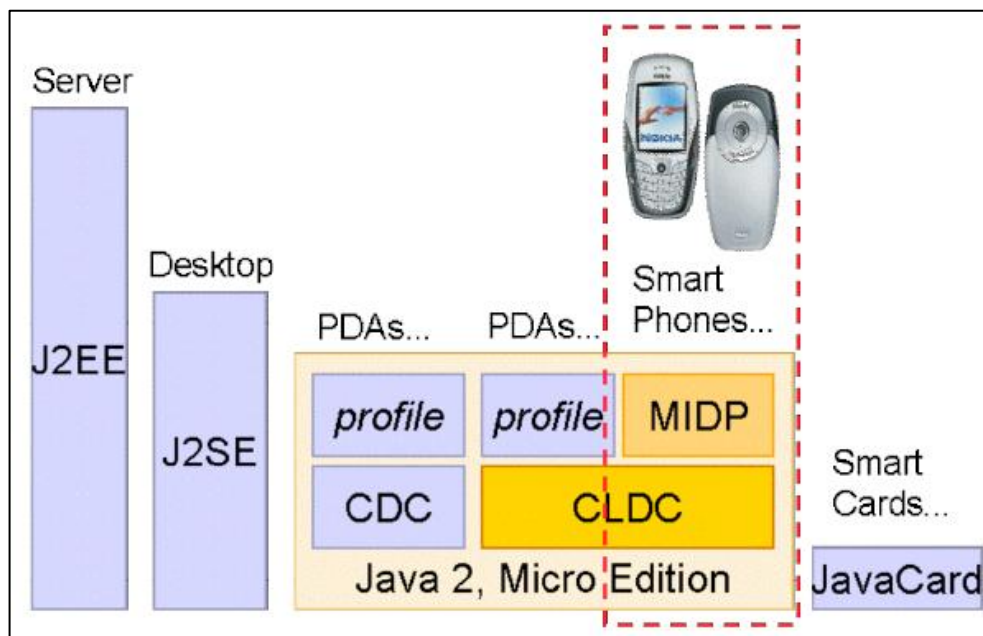 Server
J2EE
Desktop
J2SE
PDAs...
PDAs...
Smart
Phones...
NOKIA
profile
profile
MIDP
CDC
CLDC
Java 2, Micro Edition
Smart
Cards...
JavaCard